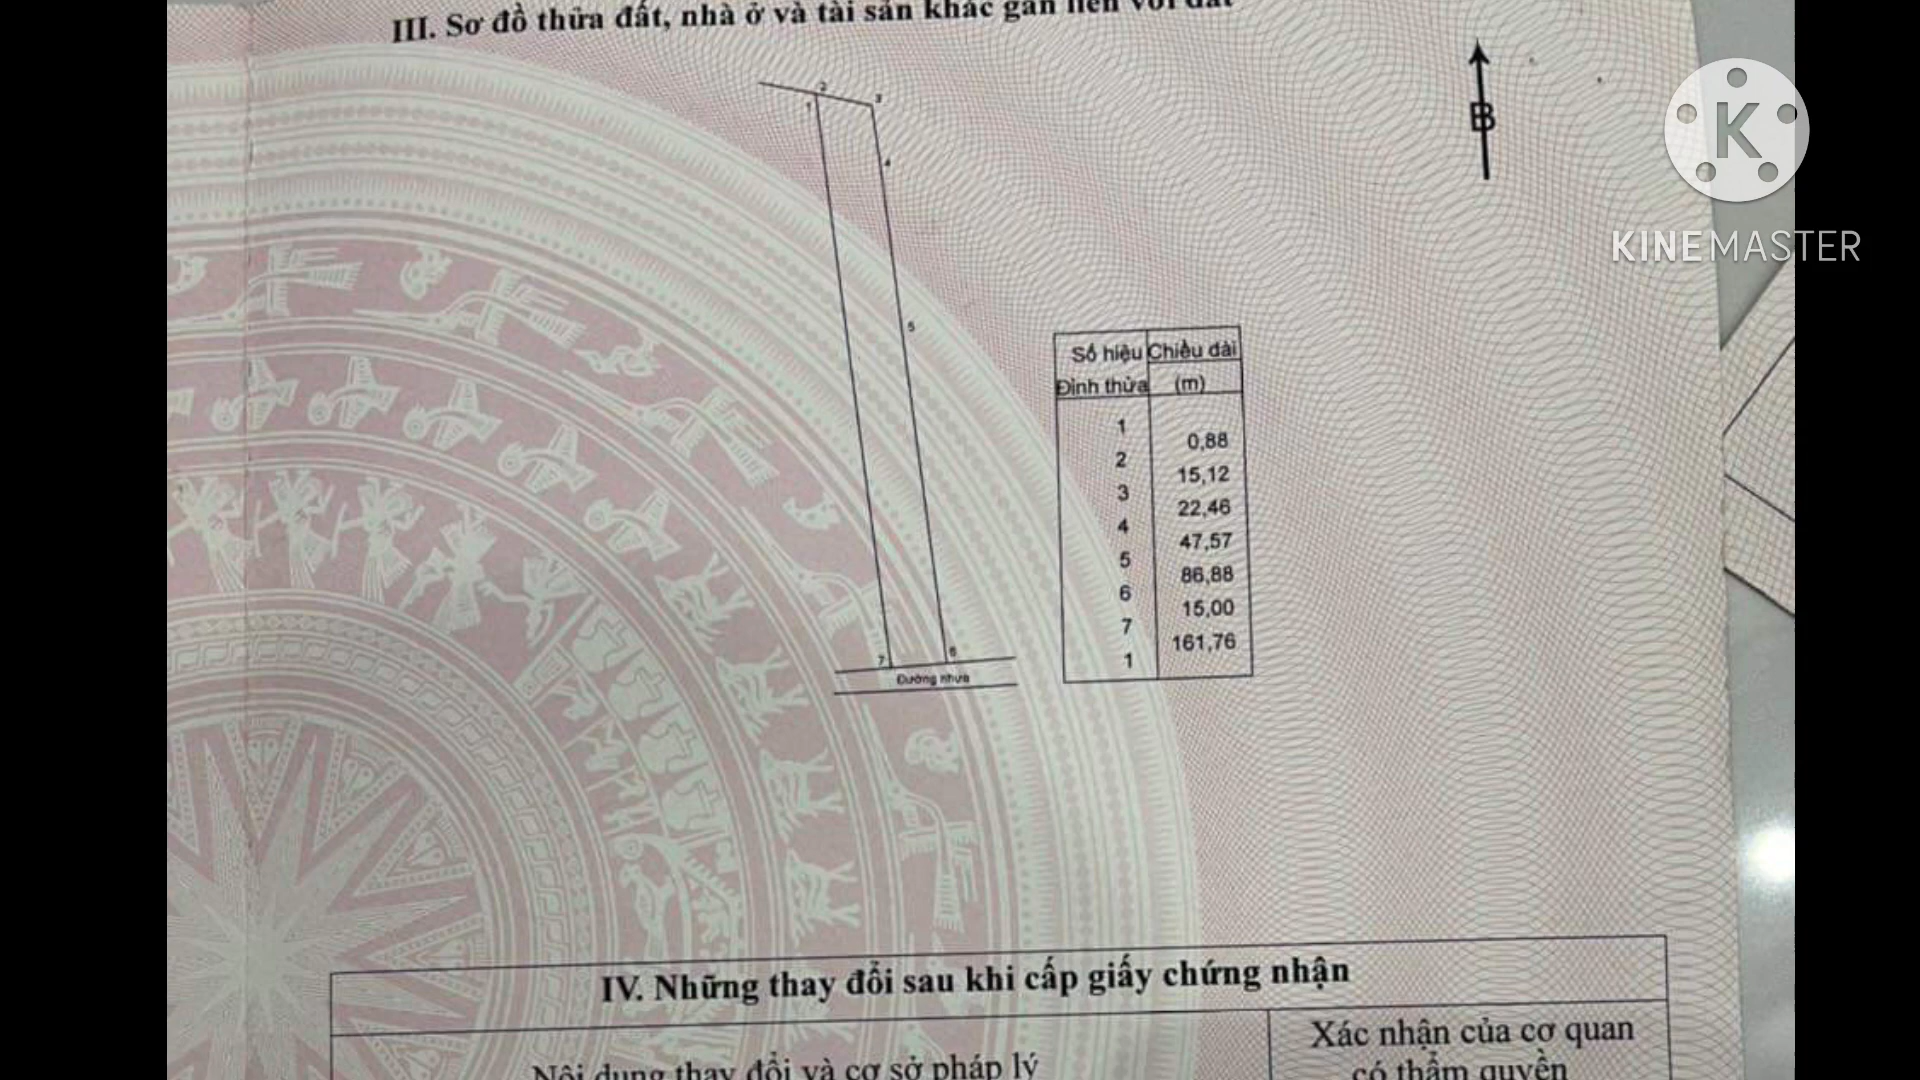 III. Sơ đồ thửa đất, nhà ở và tài sản khác gắn liền với đất
B
K
KINEMASTER
2
1
3
4
5
Số hiệu Chiều dài
Đỉnh thửa (m)
1
0,88
2
15,12
3
22,46
4
47,57
5
86,88
6
15,00
7
161,76
1
7
6
Đường nhựa
IV. Những thay đổi sau khi cấp giấy chứng nhận
Nội dung thay đổi và cơ sở pháp lý
Xác nhận của cơ quan
có thẩm quyền